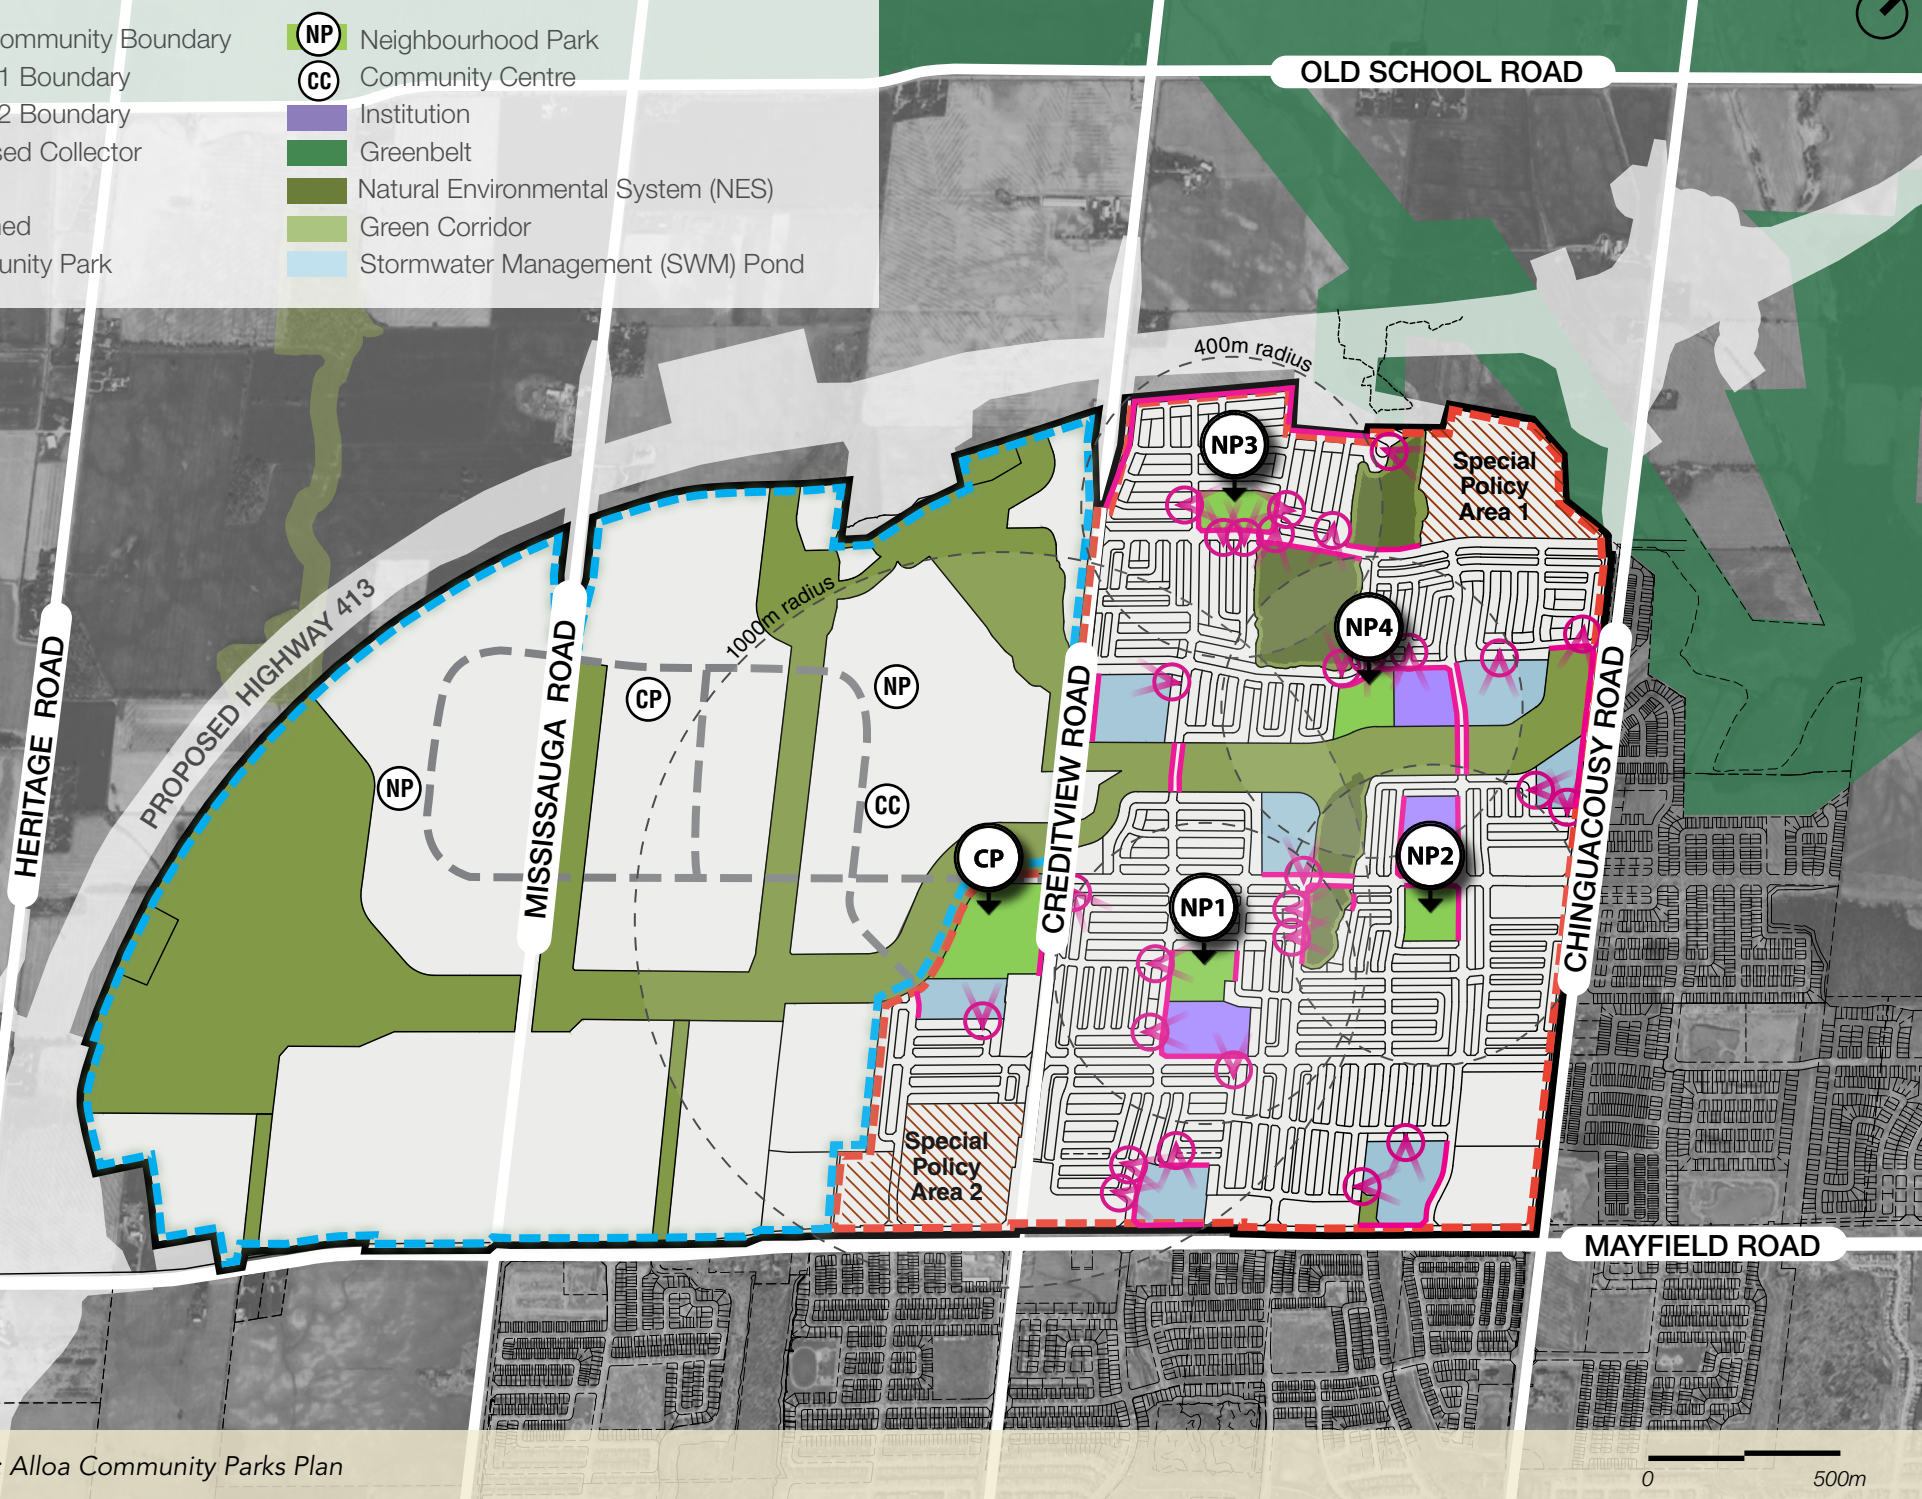 ommunity Boundary
1 Boundary
2 Boundary
sed Collector
ned
unity Park
NP Neighbourhood Park
CC Community Centre
Institution
Greenbelt
Natural Environmental System (NES)
Green Corridor
Stormwater Management (SWM) Pond
OLD SCHOOL ROAD
400m radius
NP3
Special
Policy
Area 1
PROPOSED HIGHWAY 413
1000m radius
NP4
HERITAGE ROAD
MISSISSAUGA ROAD
CREDITVIEW ROAD
CHINGUACOUSY ROAD
CP
NP
NP
CC
CP
NP2
NP1
Special
Policy
Area 2
MAYFIELD ROAD
: Alloa Community Parks Plan
0 500m